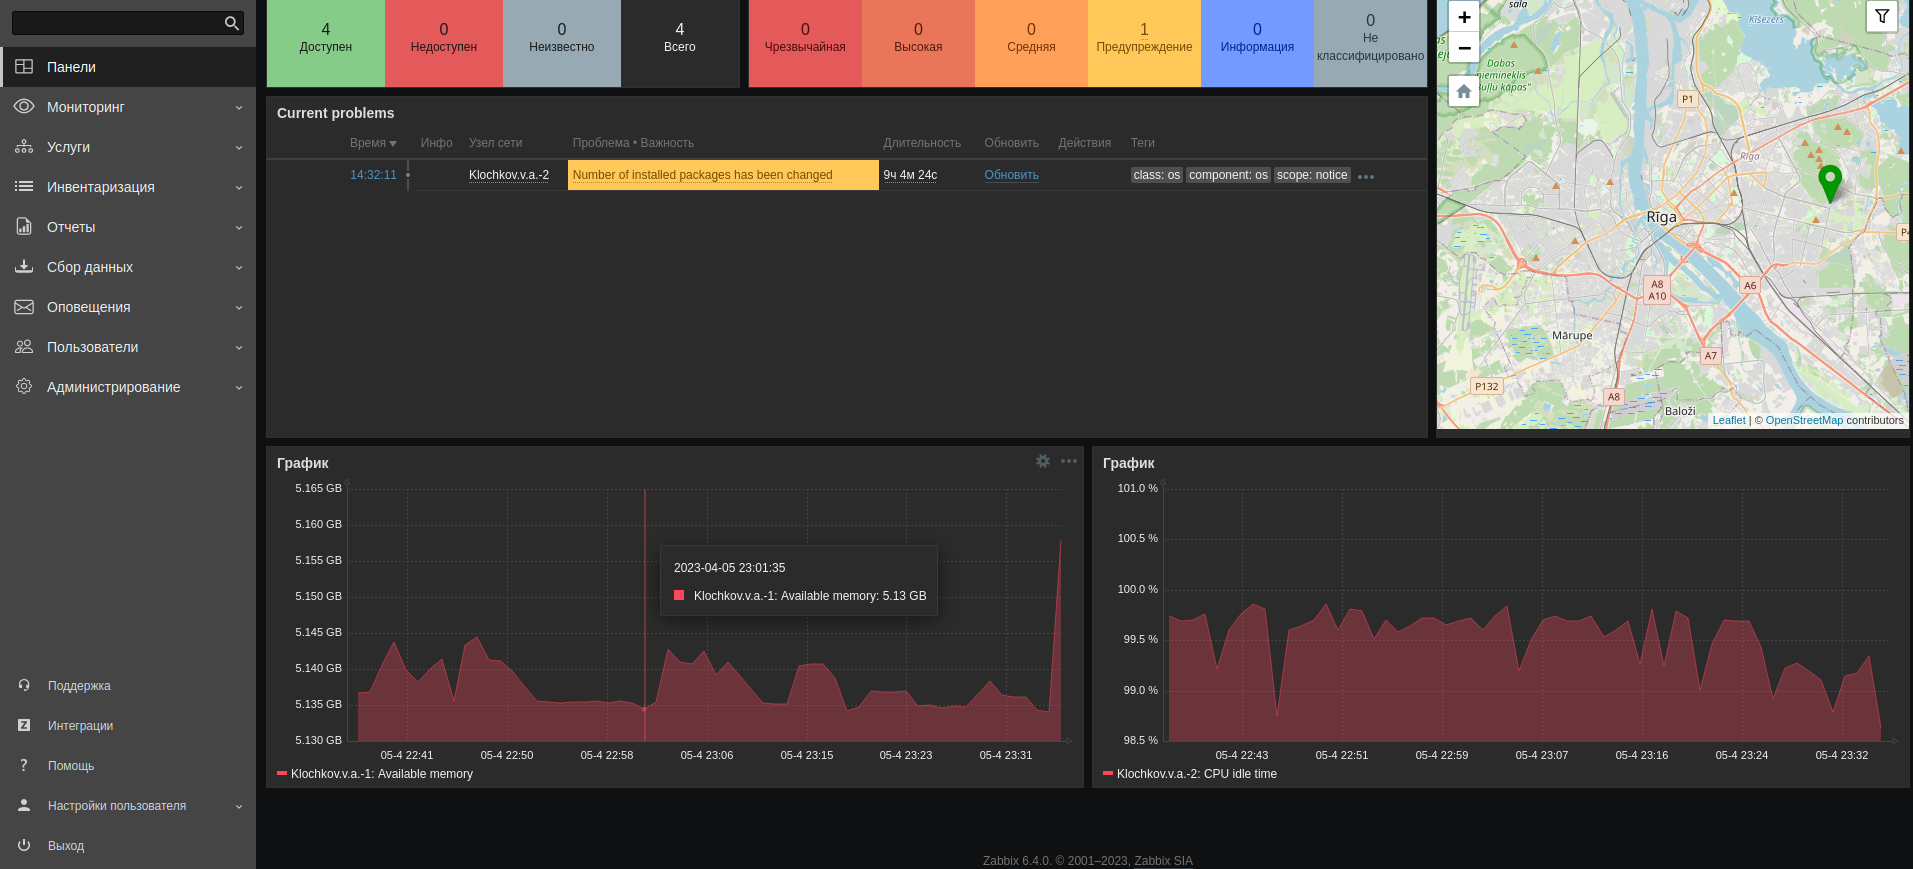 4
Доступен
0
Недоступен
0
Неизвестно
4
Всего
0
Чрезвычайная
0
Высокая
0
Средняя
1
Предупреждение
0
Информация
0
Не
классифицировано
Панели
Мониторинг
Услуги
Инвентаризация
Отчеты
Сбор данных
Оповещения
Пользователи
Администрирование
Поддержка
Z Интеграции
? Помощь
Настройки пользователя
Выход
Current problems
Время Инфо Узел сети Проблема • Важность Длительность Обновить Действия Теги
14:32:11 Klochkov.v.a.-2 Number of installed packages has been changed 9ч 4м 24с Обновить class: os component: os scope: notice •••
+
−
sala
Ķīšezers
Dabas
"Buļļu kāpas"
P1
Rīga
Rīga
A8
A10
A6
Mārupe
A7
P132
A8
Baloži
Leaflet | © OpenStreetMap contributors
График
5.165 GB
5.160 GB
5.155 GB
5.150 GB
5.145 GB
5.140 GB
5.135 GB
5.130 GB
2023-04-05 23:01:35
Klochkov.v.a.-1: Available memory: 5.13 GB
05-4 22:41 05-4 22:50 05-4 22:58 05-4 23:06 05-4 23:15 05-4 23:23 05-4 23:31
Klochkov.v.a.-1: Available memory
График
101.0 %
100.5 %
100.0 %
99.5 %
99.0 %
98.5 %
05-4 22:43 05-4 22:51 05-4 22:59 05-4 23:07 05-4 23:16 05-4 23:24 05-4 23:32
Klochkov.v.a.-2: CPU idle time
Zabbix 6.4.0. © 2001–2023, Zabbix SIA